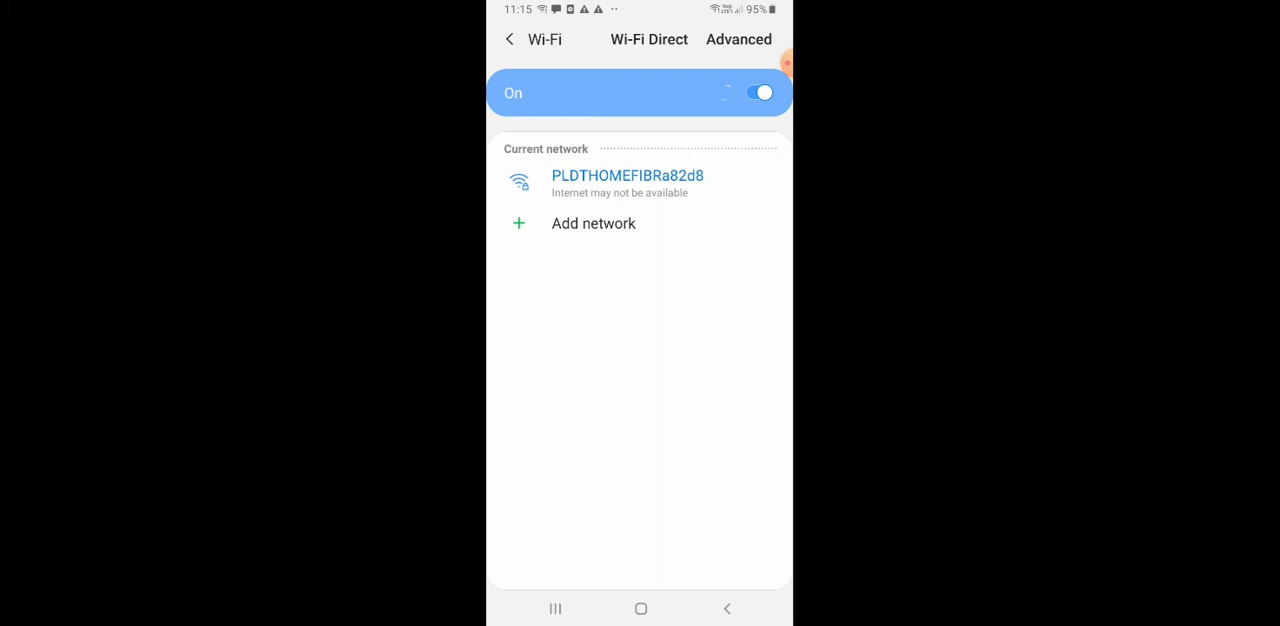 11:15 95%
Wi-Fi Wi-Fi Direct Advanced
On
Current network
PLDTHOMEFIBRa82d8
Internet may not be available
Add network